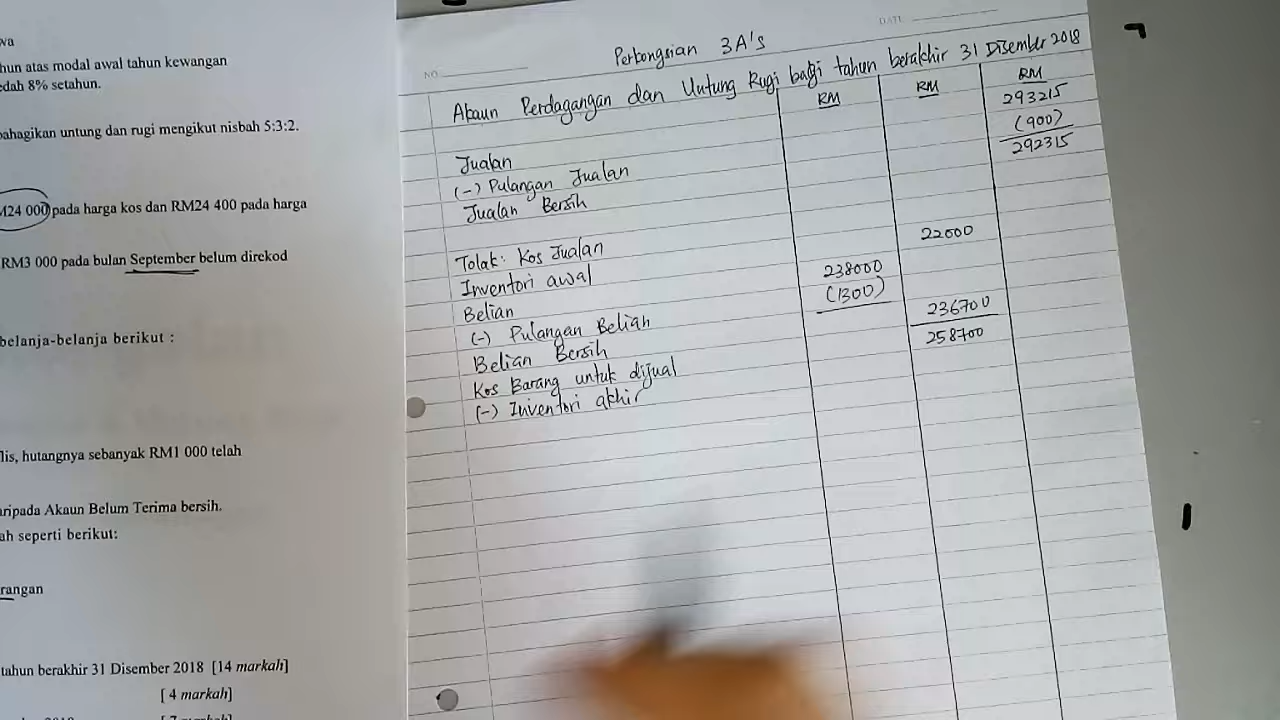 wa
hun atas modal awal tahun kewangan
edah 8% setahun.
bahagikan untung dan rugi mengikut nisbah 5:3:2.
M24 000 pada harga kos dan RM24 400 pada harga
RM3 000 pada bulan September belum direkod
belanja-belanja berikut :
lis, hutangnya sebanyak RM1 000 telah
aripada Akaun Belum Terima bersih.
ah seperti berikut:
rangan
tahun berakhir 31 Disember 2018 [14 markah]
[ 4 markah]
NO.
DATE
Perkongsian 3A's
Akaun Perdagangan dan Untung Rugi bagi tahun berakhir 31 Disember 2018
RM RM RM
Jualan 293215
(-) Pulangan Jualan (900)
Jualan Bersih 292315
Tolak: Kos Jualan
Inventori awal 22000
Belian 238000
(-) Pulangan Belian (1300)
Belian Bersih 236700
Kos Barang untuk dijual 258700
(-) Inventori akhir